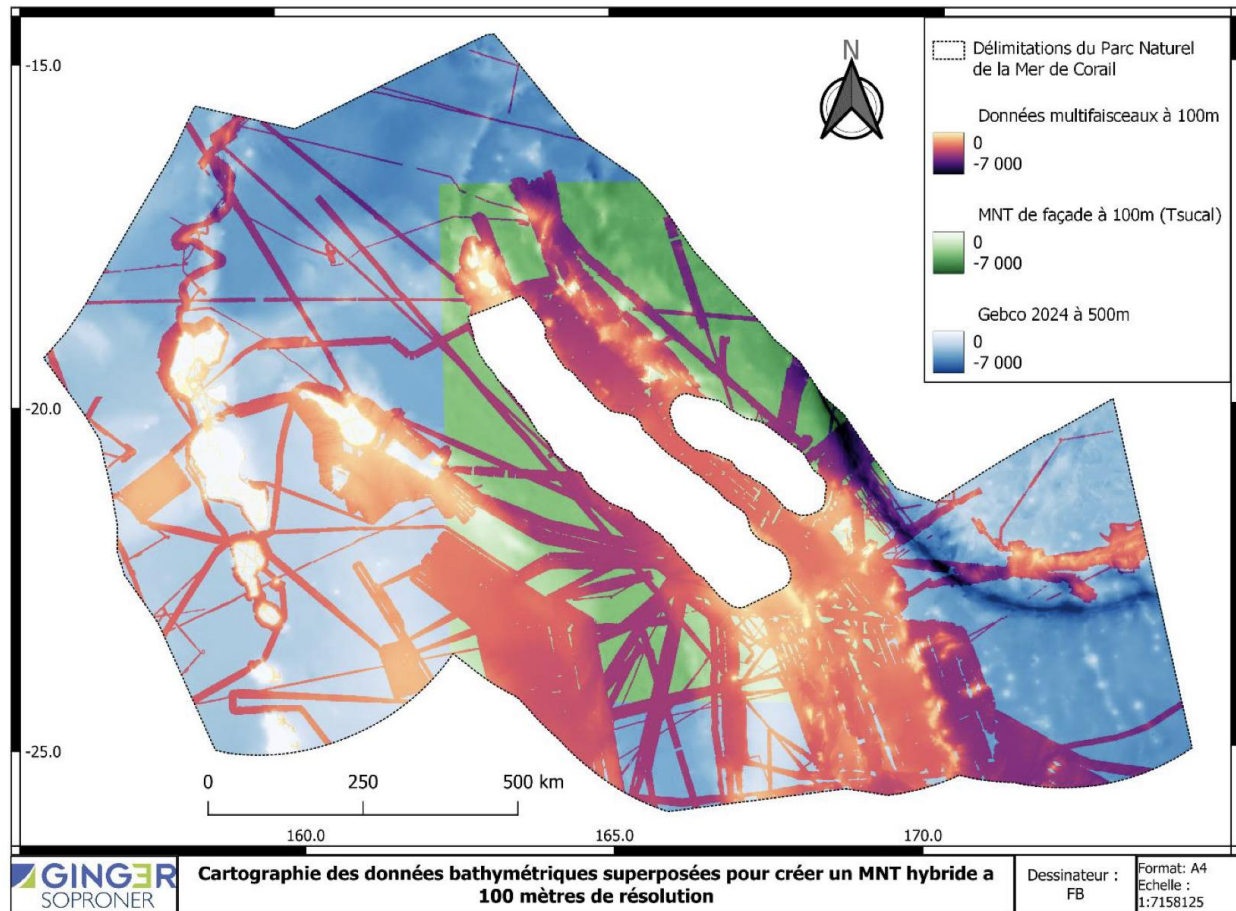 -15.0
-20.0
-25.0
N
Délimitations du Parc Naturel
de la Mer de Corail
Données multifaisceaux à 100m
0
-7 000
MNT de façade à 100m (Tsucal)
0
-7 000
Gebco 2024 à 500m
0
-7 000
0 250 500 km
160.0 165.0 170.0
GINGER
SOPRONER
Cartographie des données bathymétriques superposées pour créer un MNT hybride a
100 mètres de résolution
Dessinateur :
FB
Format: A4
Echelle :
1:7158125